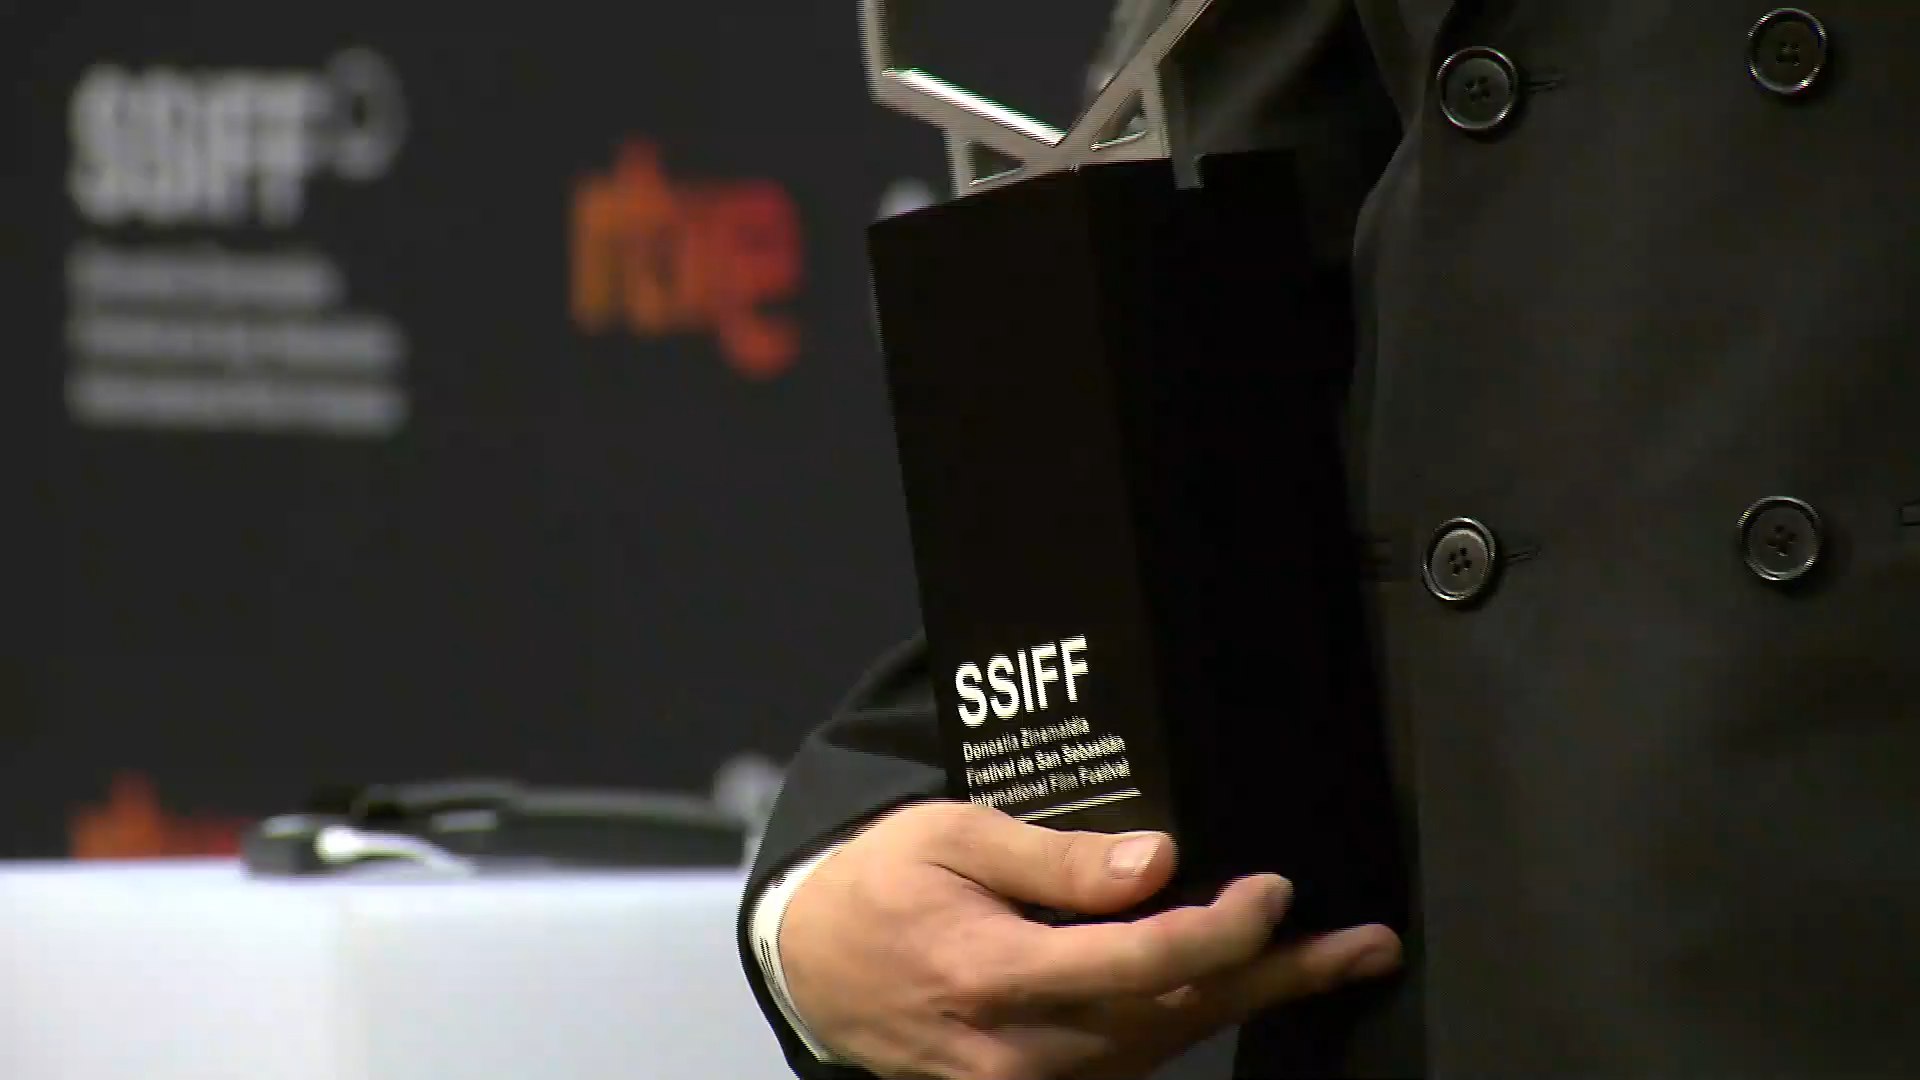 SSIFF
rtve
SSIFF
Donostia Zinemaldia
Festival de San Sebastián
International Film Festival